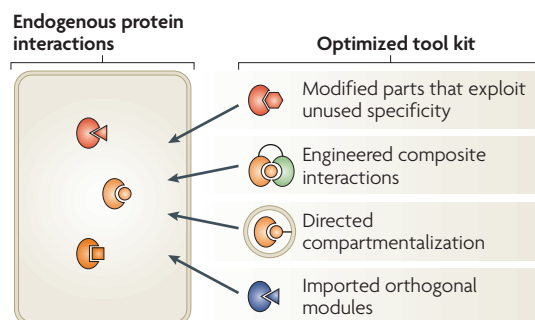 Endogenous protein
interactions
Optimized tool kit
Modified parts that exploit
unused specificity
Engineered composite
interactions
Directed
compartmentalization
Imported orthogonal
modules